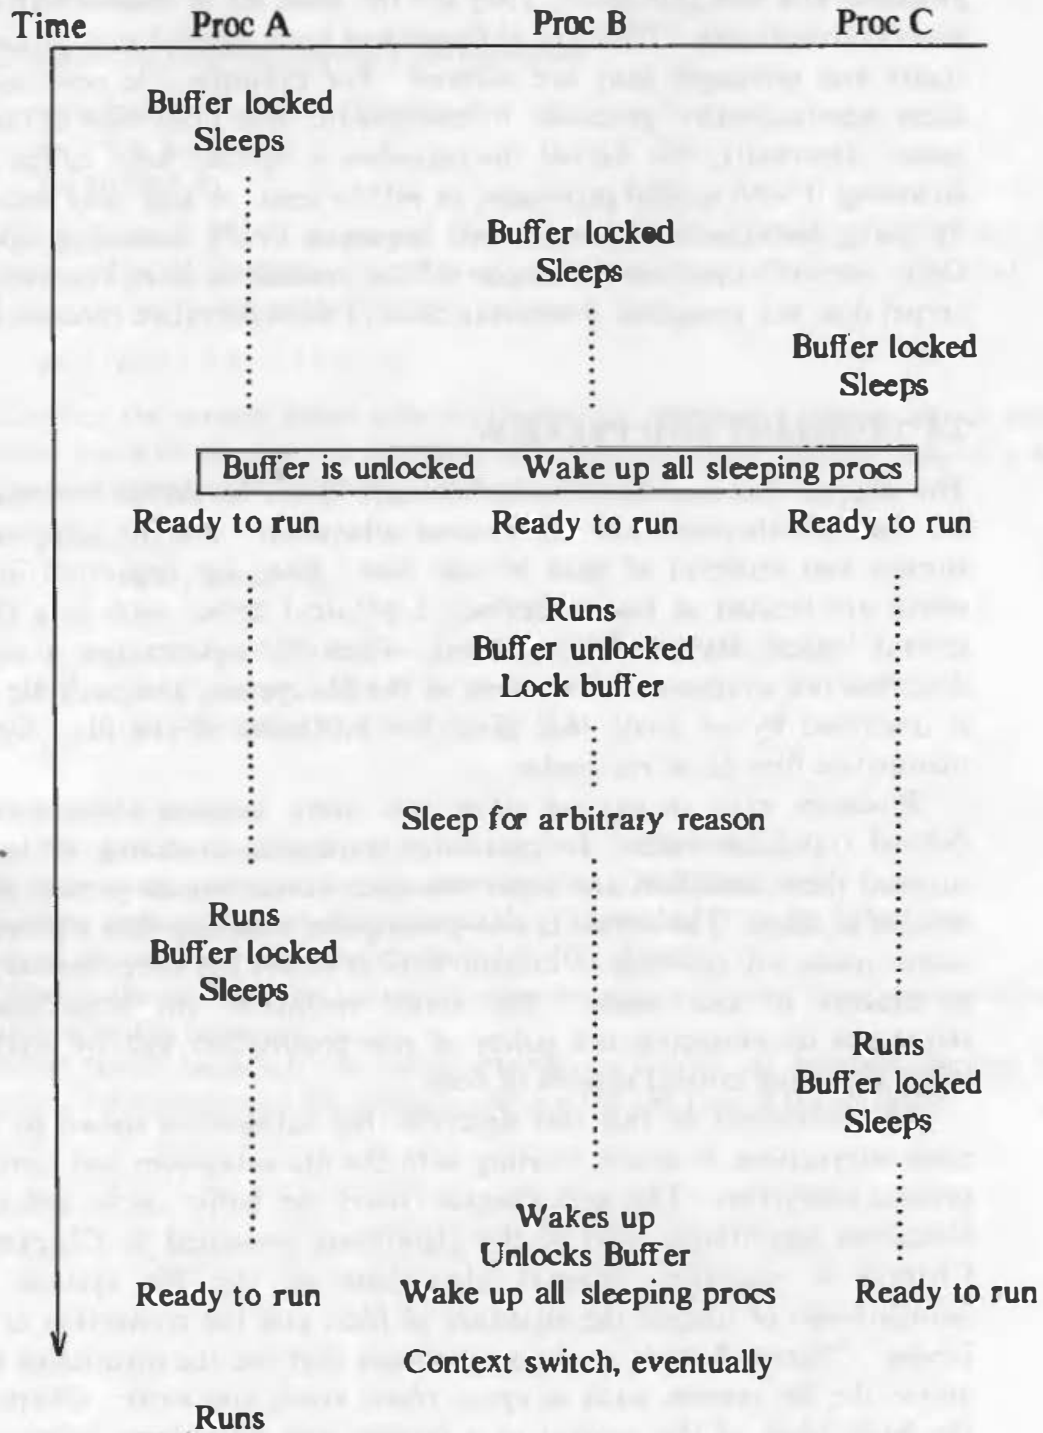 Time Proc A Proc B Proc C
Buffer locked
Sleeps
Buffer locked
Sleeps
Buffer locked
Sleeps
Buffer is unlocked Wake up all sleeping procs
Ready to run Ready to run Ready to run
Runs
Buffer unlocked
Lock buffer
Sleep for arbitrary reason
Runs
Buffer locked
Sleeps
Runs
Buffer locked
Sleeps
Wakes up
Unlocks Buffer
Ready to run Wake up all sleeping procs Ready to run
Context switch, eventually
Runs